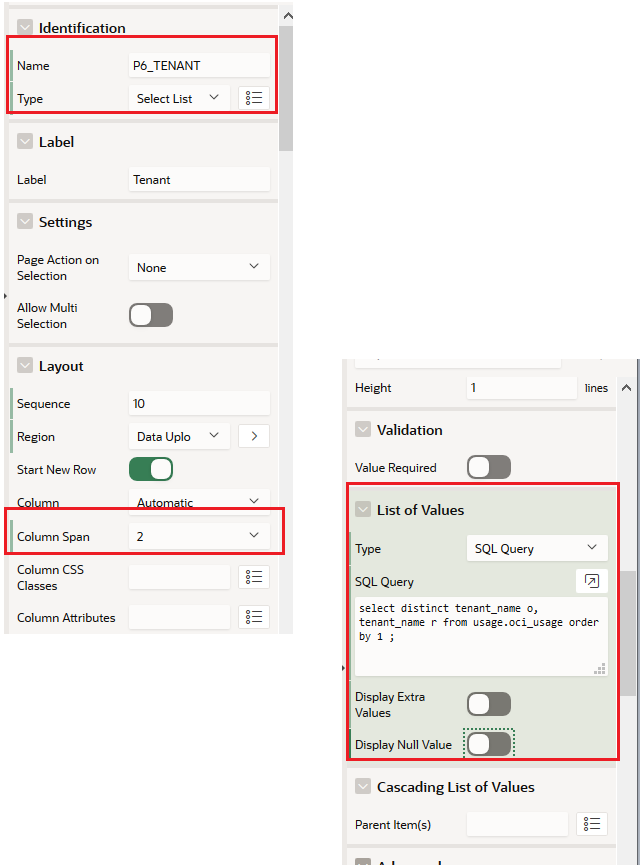 Identification
Name P6_TENANT
Type Select List
Label
Label Tenant
Settings
Page Action on
Selection None
Allow Multi
Selection
Layout
Sequence 10
Region Data Uplo
Start New Row
Column Automatic
Column Span 2
Column CSS
Classes
Column Attributes
Height 1 lines
Validation
Value Required
List of Values
Type SQL Query
SQL Query
select distinct tenant_name o,
tenant_name r from usage.oci_usage order
by 1 ;
Display Extra
Values
Display Null Value
Cascading List of Values
Parent Item(s)